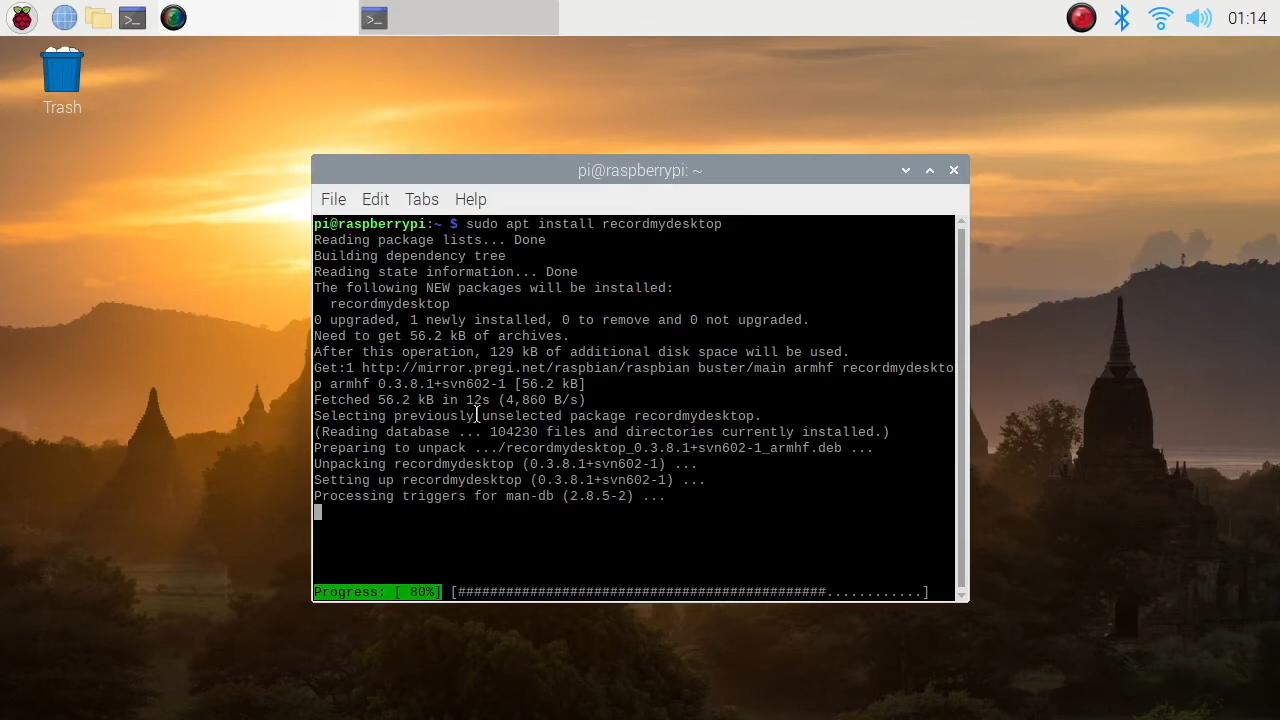 01:14
Trash
pi@raspberrypi: ~
File Edit Tabs Help
pi@raspberrypi:~ $ sudo apt install recordmydesktop
Reading package lists... Done
Building dependency tree
Reading state information... Done
The following NEW packages will be installed:
recordmydesktop
0 upgraded, 1 newly installed, 0 to remove and 0 not upgraded.
Need to get 56.2 kB of archives.
After this operation, 129 kB of additional disk space will be used.
Get:1 http://mirror.pregi.net/raspbian/raspbian buster/main armhf recordmydeskto
p armhf 0.3.8.1+svn602-1 [56.2 kB]
Fetched 56.2 kB in 12s (4,860 B/s)
Selecting previously unselected package recordmydesktop.
(Reading database ... 104230 files and directories currently installed.)
Preparing to unpack .../recordmydesktop_0.3.8.1+svn602-1_armhf.deb ...
Unpacking recordmydesktop (0.3.8.1+svn602-1) ...
Setting up recordmydesktop (0.3.8.1+svn602-1) ...
Processing triggers for man-db (2.8.5-2) ...
Progress: [ 80%] [##############################################............]